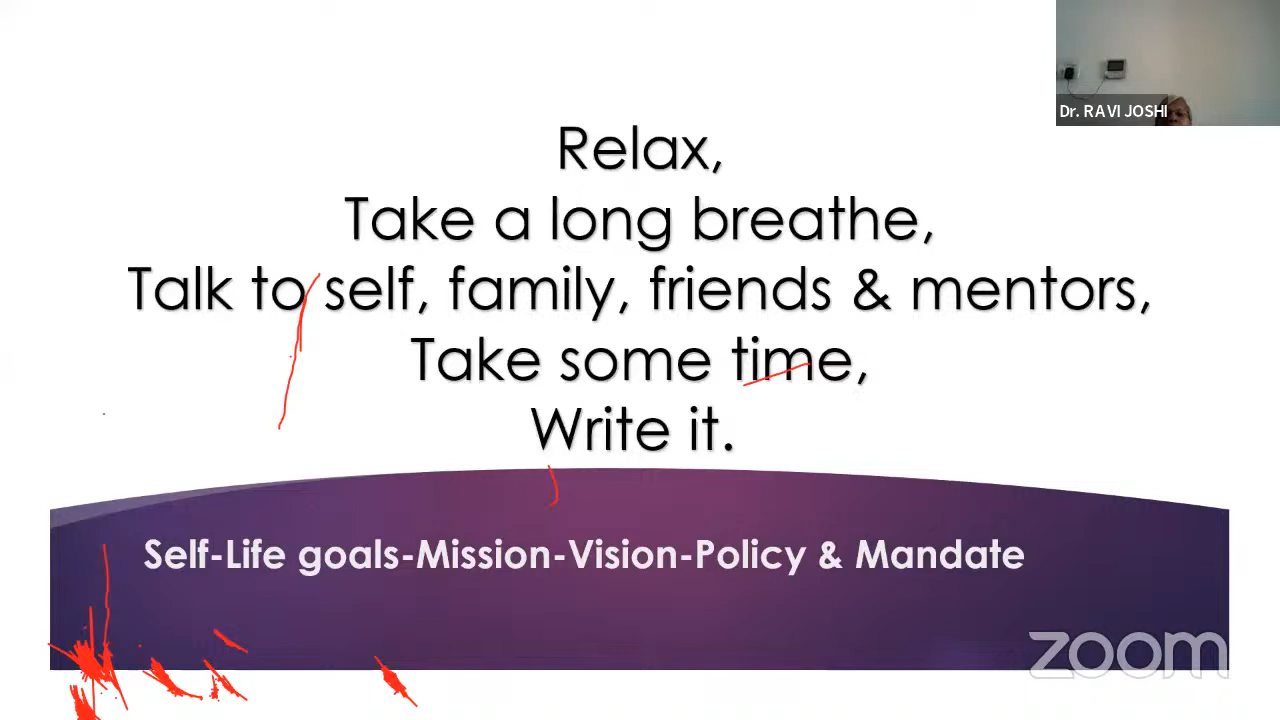 Dr. RAVI JOSHI
Relax,
Take a long breathe,
Talk to self, family, friends & mentors,
Take some time,
Write it.
Self-Life goals-Mission-Vision-Policy & Mandate
zoom